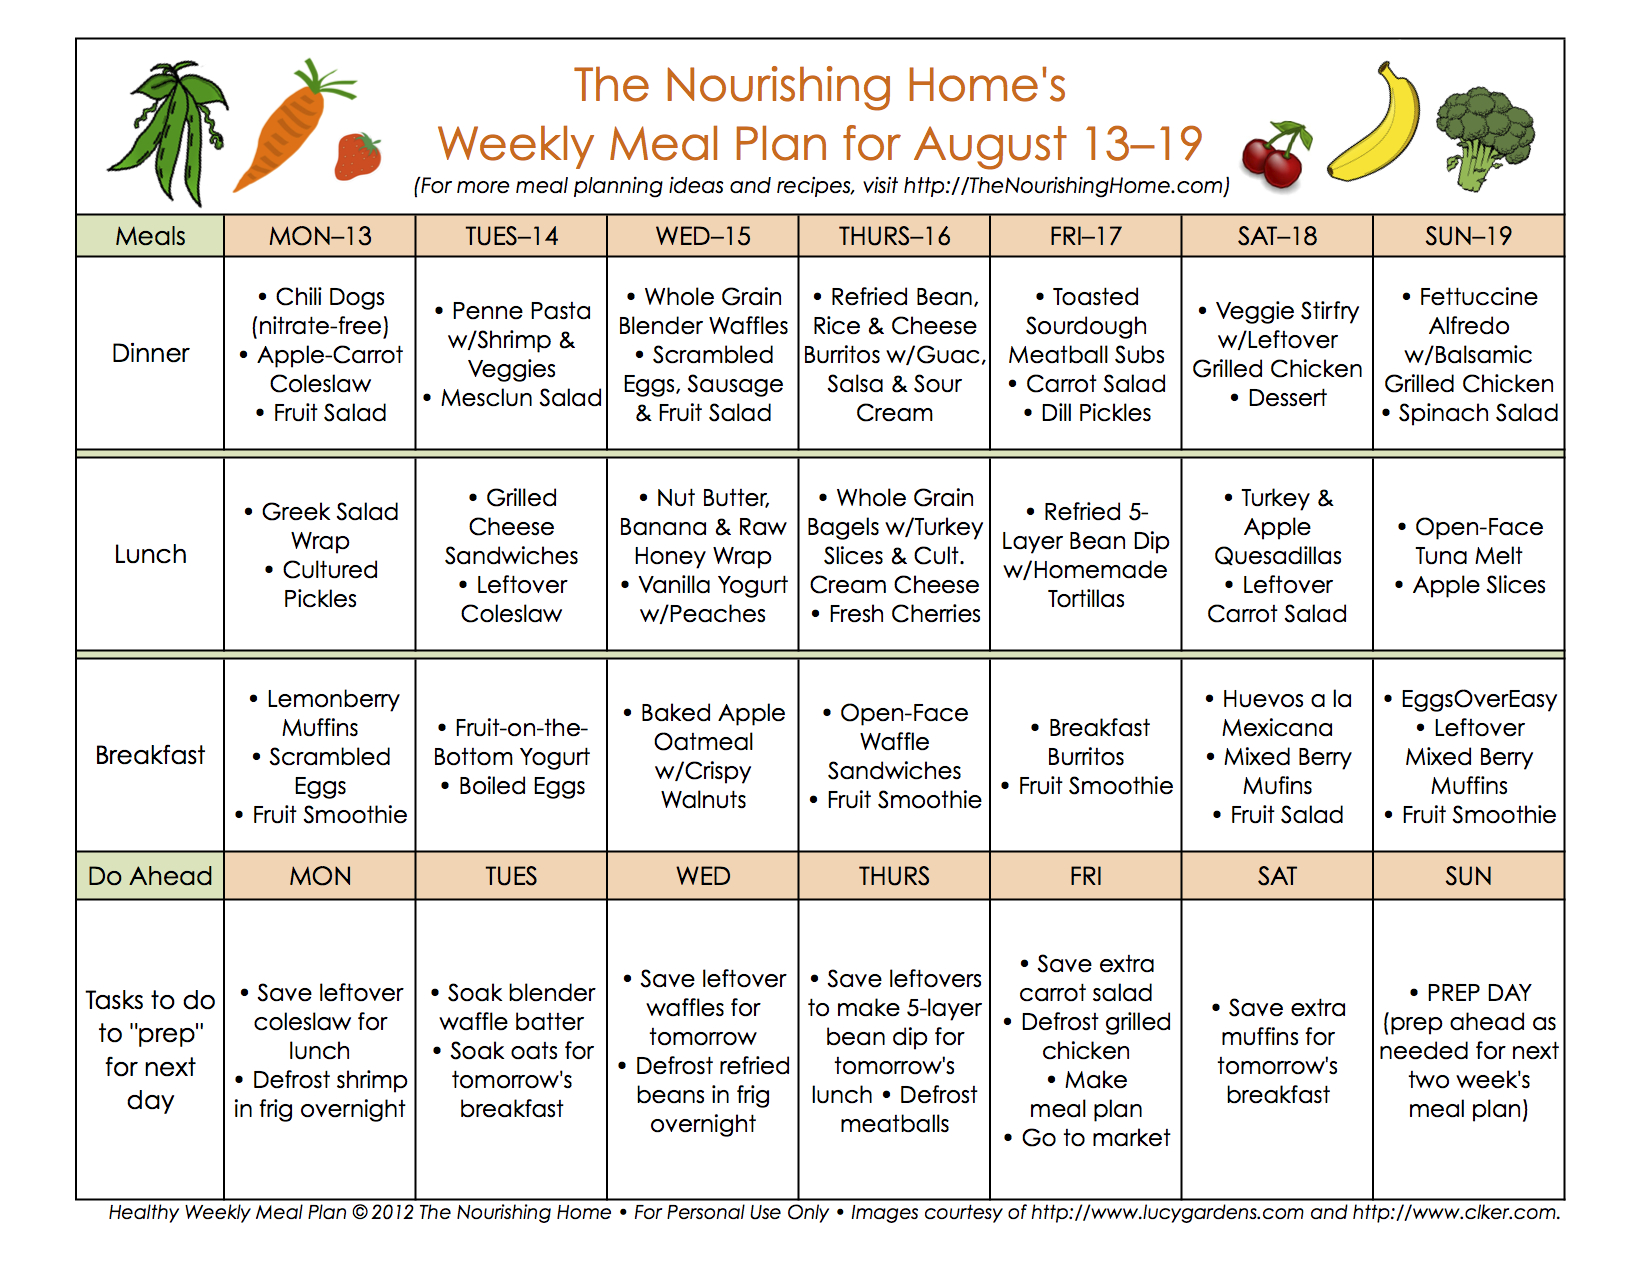 The Nourishing Home's
Weekly Meal Plan for August 13–19
(For more meal planning ideas and recipes, visit http://TheNourishingHome.com)
Meals
MON–13
TUES–14
WED–15
THURS–16
FRI–17
SAT–18
SUN–19
Dinner
• Chili Dogs
(nitrate-free)
• Apple-Carrot
Coleslaw
• Fruit Salad
• Penne Pasta
w/Shrimp &
Veggies
• Mesclun Salad
• Whole Grain
Blender Waffles
• Scrambled
Eggs, Sausage
& Fruit Salad
• Refried Bean,
Rice & Cheese
Burritos w/Guac,
Salsa & Sour
Cream
• Toasted
Sourdough
Meatball Subs
• Carrot Salad
• Dill Pickles
• Veggie Stirfry
w/Leftover
Grilled Chicken
• Dessert
• Fettuccine
Alfredo
w/Balsamic
Grilled Chicken
• Spinach Salad
Lunch
• Greek Salad
Wrap
• Cultured
Pickles
• Grilled
Cheese
Sandwiches
• Leftover
Coleslaw
• Nut Butter,
Banana & Raw
Honey Wrap
• Vanilla Yogurt
w/Peaches
• Whole Grain
Bagels w/Turkey
Slices & Cult.
Cream Cheese
• Fresh Cherries
• Refried 5-
Layer Bean Dip
w/Homemade
Tortillas
• Turkey &
Apple
Quesadillas
• Leftover
Carrot Salad
• Open-Face
Tuna Melt
• Apple Slices
Breakfast
• Lemonberry
Muffins
• Scrambled
Eggs
• Fruit Smoothie
• Fruit-on-the-
Bottom Yogurt
• Boiled Eggs
• Baked Apple
Oatmeal
w/Crispy
Walnuts
• Open-Face
Waffle
Sandwiches
• Fruit Smoothie
• Breakfast
Burritos
• Fruit Smoothie
• Huevos a la
Mexicana
• Mixed Berry
Mufins
• Fruit Salad
• EggsOverEasy
• Leftover
Mixed Berry
Muffins
• Fruit Smoothie
Do Ahead
MON
TUES
WED
THURS
FRI
SAT
SUN
Tasks to do
to "prep"
for next
day
• Save leftover
coleslaw for
lunch
• Defrost shrimp
in frig overnight
• Soak blender
waffle batter
• Soak oats for
tomorrow's
breakfast
• Save leftover
waffles for
tomorrow
• Defrost refried
beans in frig
overnight
• Save leftovers
to make 5-layer
bean dip for
tomorrow's
lunch • Defrost
meatballs
• Save extra
carrot salad
• Defrost grilled
chicken
• Make
meal plan
• Go to market
• Save extra
muffins for
tomorrow's
breakfast
• PREP DAY
(prep ahead as
needed for next
two week's
meal plan)
Healthy Weekly Meal Plan © 2012 The Nourishing Home • For Personal Use Only • Images courtesy of http://www.lucygardens.com and http://www.clker.com.